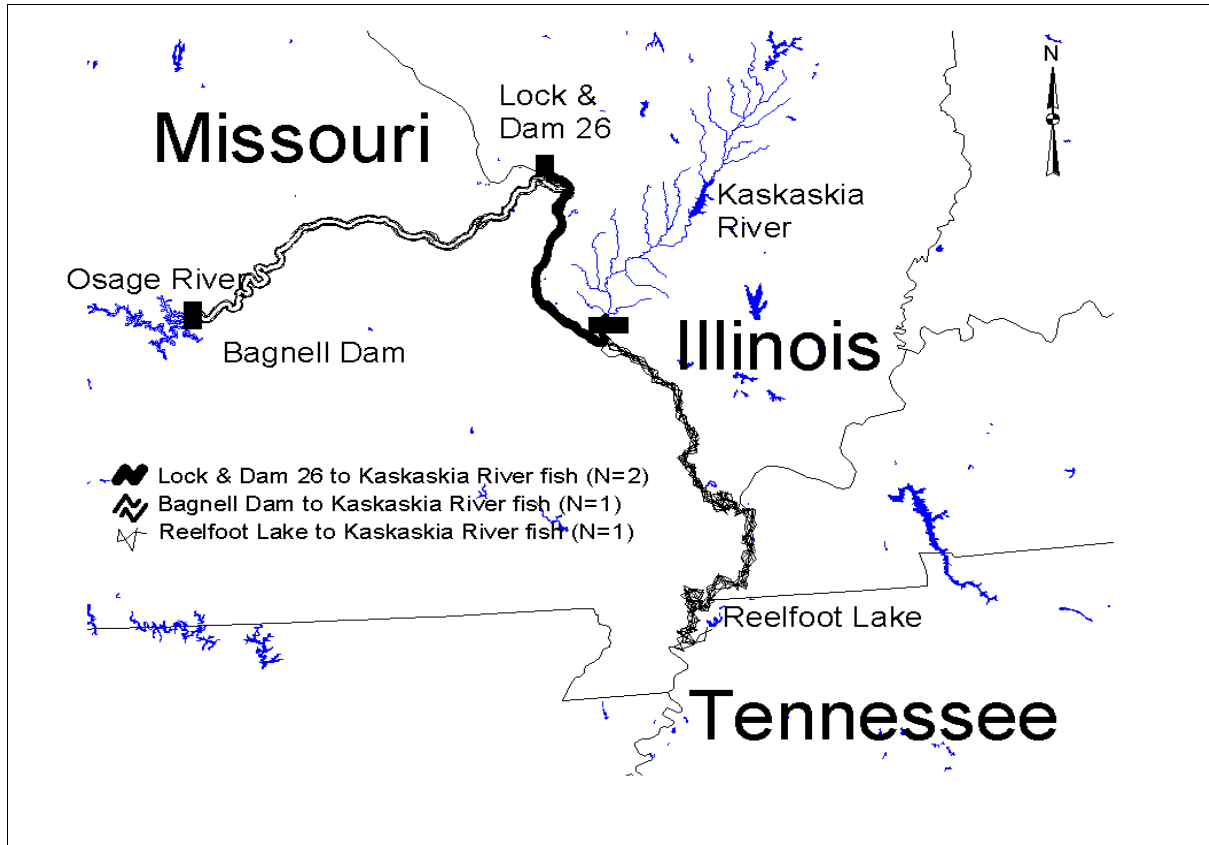 N
Lock &
Dam 26
Missouri
Kaskaskia
River
Osage River
Illinois
Bagnell Dam
Lock & Dam 26 to Kaskaskia River fish (N=2)
Bagnell Dam to Kaskaskia River fish (N=1)
Reelfoot Lake to Kaskaskia River fish (N=1)
Reelfoot Lake
Tennessee